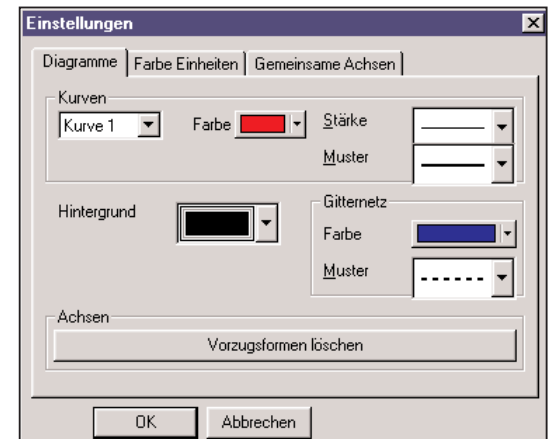 Einstellungen
Diagramme Farbe Einheiten Gemeinsame Achsen
Kurven
Kurve 1 Farbe Stärke
Muster
Hintergrund
Gitternetz
Farbe
Muster
Achsen
Vorzugsformen löschen
OK Abbrechen